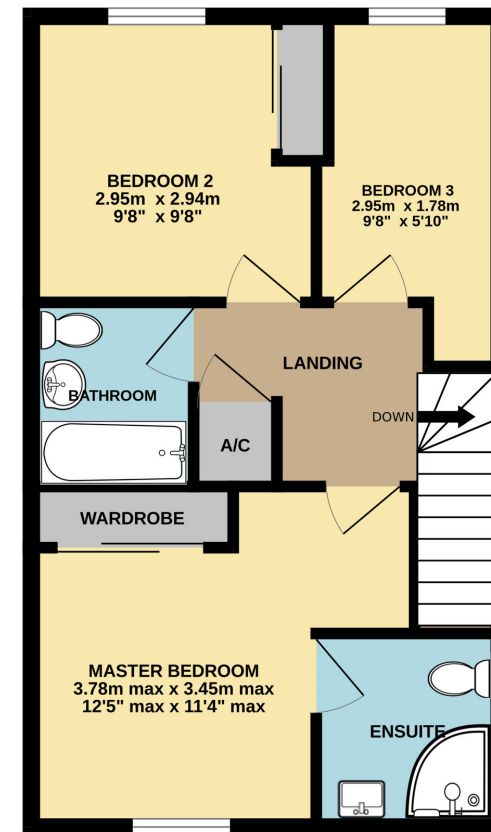 BEDROOM 2
2.95m x 2.94m
9'8" x 9'8"
BEDROOM 3
2.95m x 1.78m
9'8" x 5'10"
LANDING
BATHROOM
DOWN
A/C
WARDROBE
MASTER BEDROOM
3.78m max x 3.45m max
12'5" max x 11'4" max
ENSUITE